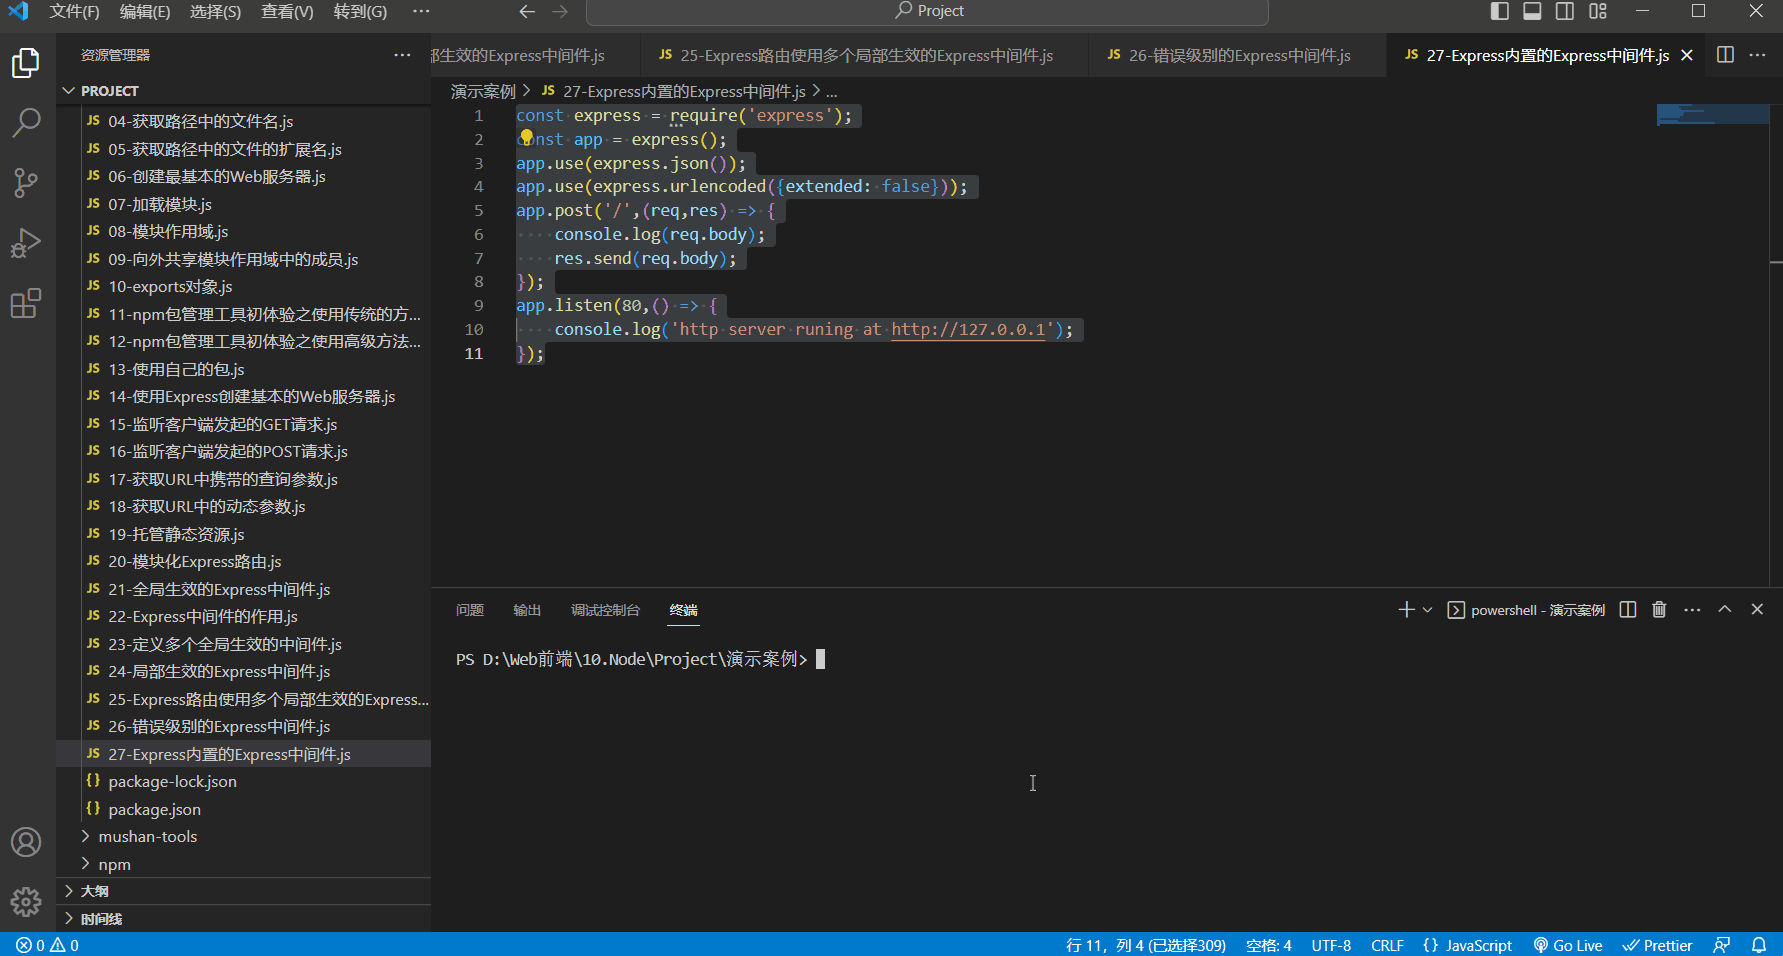 文件(F) 编辑(E) 选择(S) 查看(V) 转到(G) ··· Project
资源管理器 ···
部生效的Express中间件.js JS 25-Express路由使用多个局部生效的Express中间件.js JS 26-错误级别的Express中间件.js JS 27-Express内置的Express中间件.js
PROJECT
JS 04-获取路径中的文件名.js
JS 05-获取路径中的文件的扩展名.js
JS 06-创建最基本的Web服务器.js
JS 07-加载模块.js
JS 08-模块作用域.js
JS 09-向外共享模块作用域中的成员.js
JS 10-exports对象.js
JS 11-npm包管理工具初体验之使用传统的方...
JS 12-npm包管理工具初体验之使用高级方法...
JS 13-使用自己的包.js
JS 14-使用Express创建基本的Web服务器.js
JS 15-监听客户端发起的GET请求.js
JS 16-监听客户端发起的POST请求.js
JS 17-获取URL中携带的查询参数.js
JS 18-获取URL中的动态参数.js
JS 19-托管静态资源.js
JS 20-模块化Express路由.js
JS 21-全局生效的Express中间件.js
JS 22-Express中间件的作用.js
JS 23-定义多个全局生效的中间件.js
JS 24-局部生效的Express中间件.js
JS 25-Express路由使用多个局部生效的Express...
JS 26-错误级别的Express中间件.js
JS 27-Express内置的Express中间件.js
{} package-lock.json
{} package.json
mushan-tools
npm
大纲
时间线
演示案例 > JS 27-Express内置的Express中间件.js > ...
1 const express = require('express');
2 const app = express();
3 app.use(express.json());
4 app.use(express.urlencoded({extended: false}));
5 app.post('/',(req,res) => {
6 console.log(req.body);
7 res.send(req.body);
8 });
9 app.listen(80,() => {
10 console.log('http server runing at http://127.0.0.1');
11 });
问题 输出 调试控制台 终端 powershell - 演示案例
PS D:\Web前端\10.Node\Project\演示案例>
0 0 行 11，列 4 (已选择309) 空格: 4 UTF-8 CRLF {} JavaScript Go Live Prettier